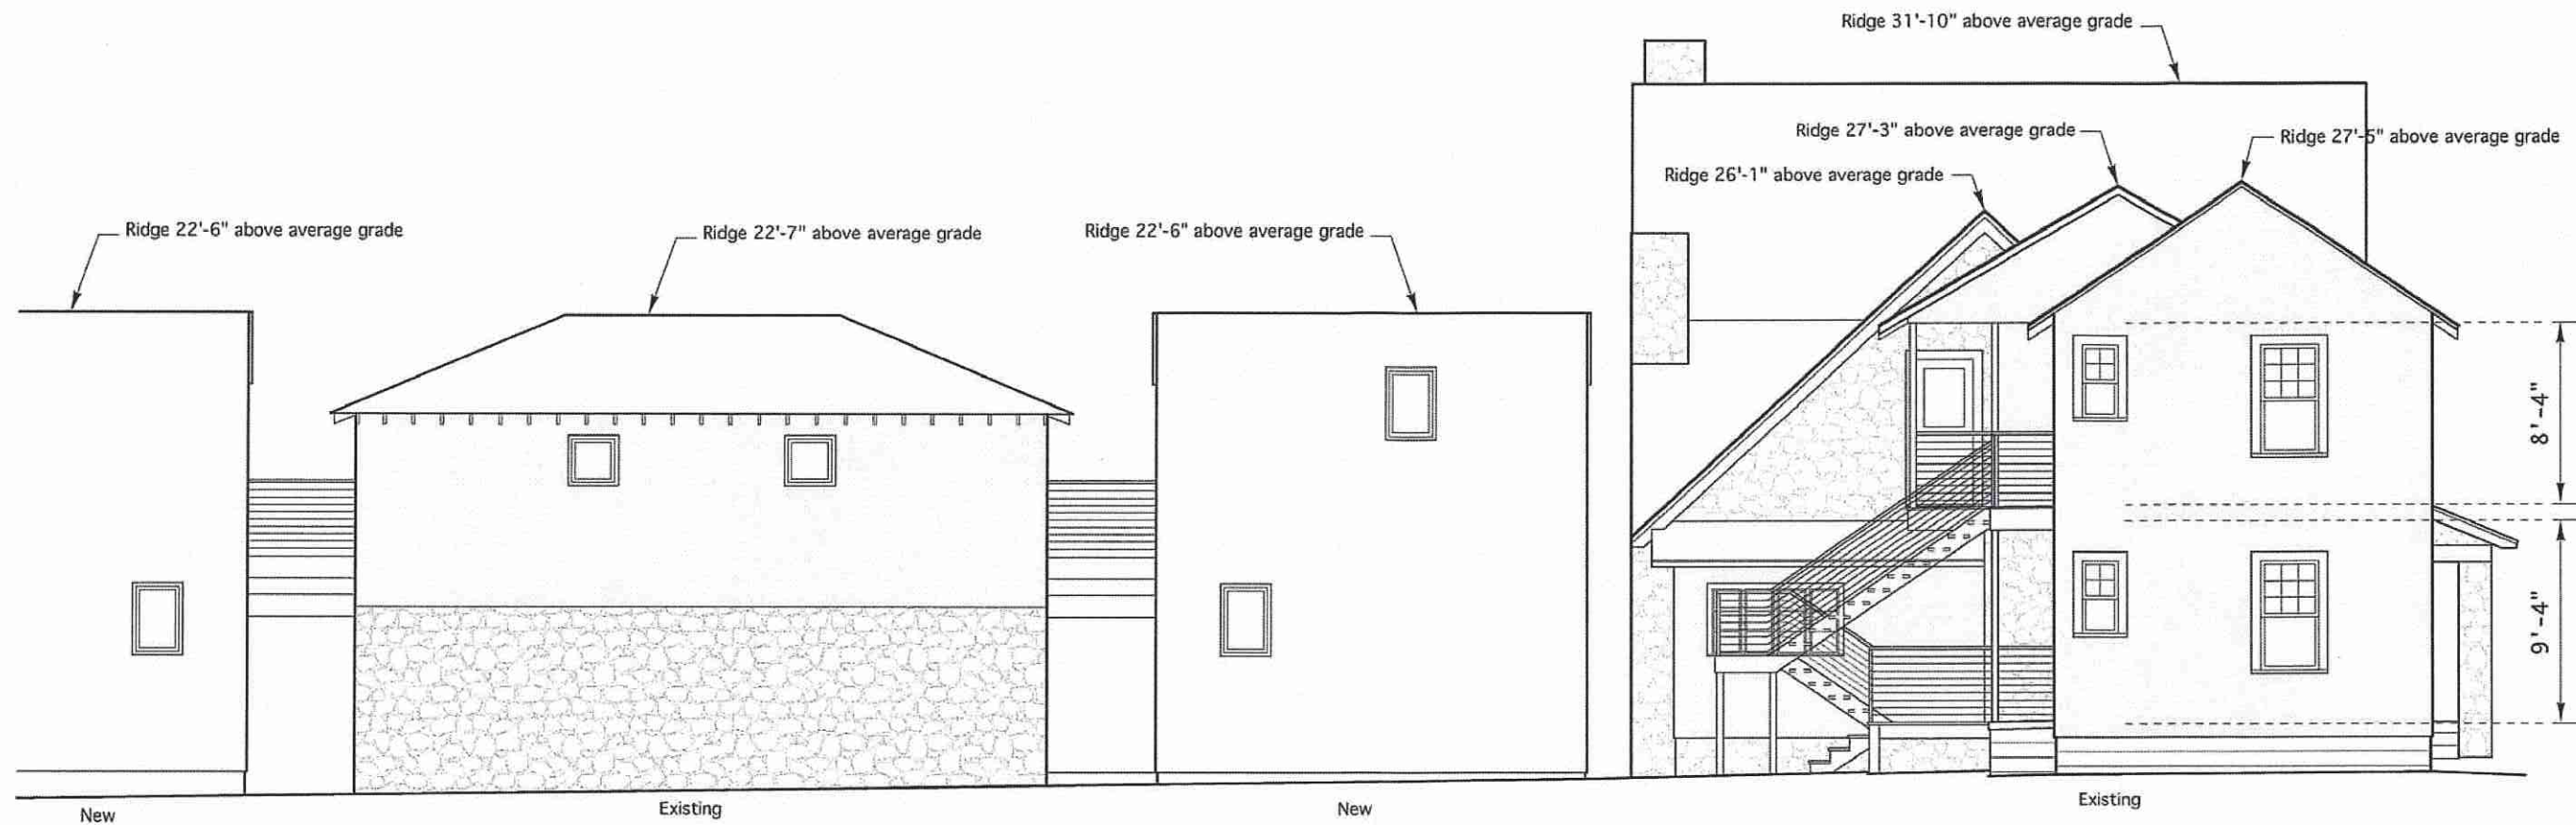 Ridge 31'-10" above average grade
Ridge 27'-3" above average grade
Ridge 27'-5" above average grade
Ridge 26'-1" above average grade
Ridge 22'-6" above average grade
Ridge 22'-7" above average grade
Ridge 22'-6" above average grade
8'-4"
9'-4"
New
Existing
New
Existing